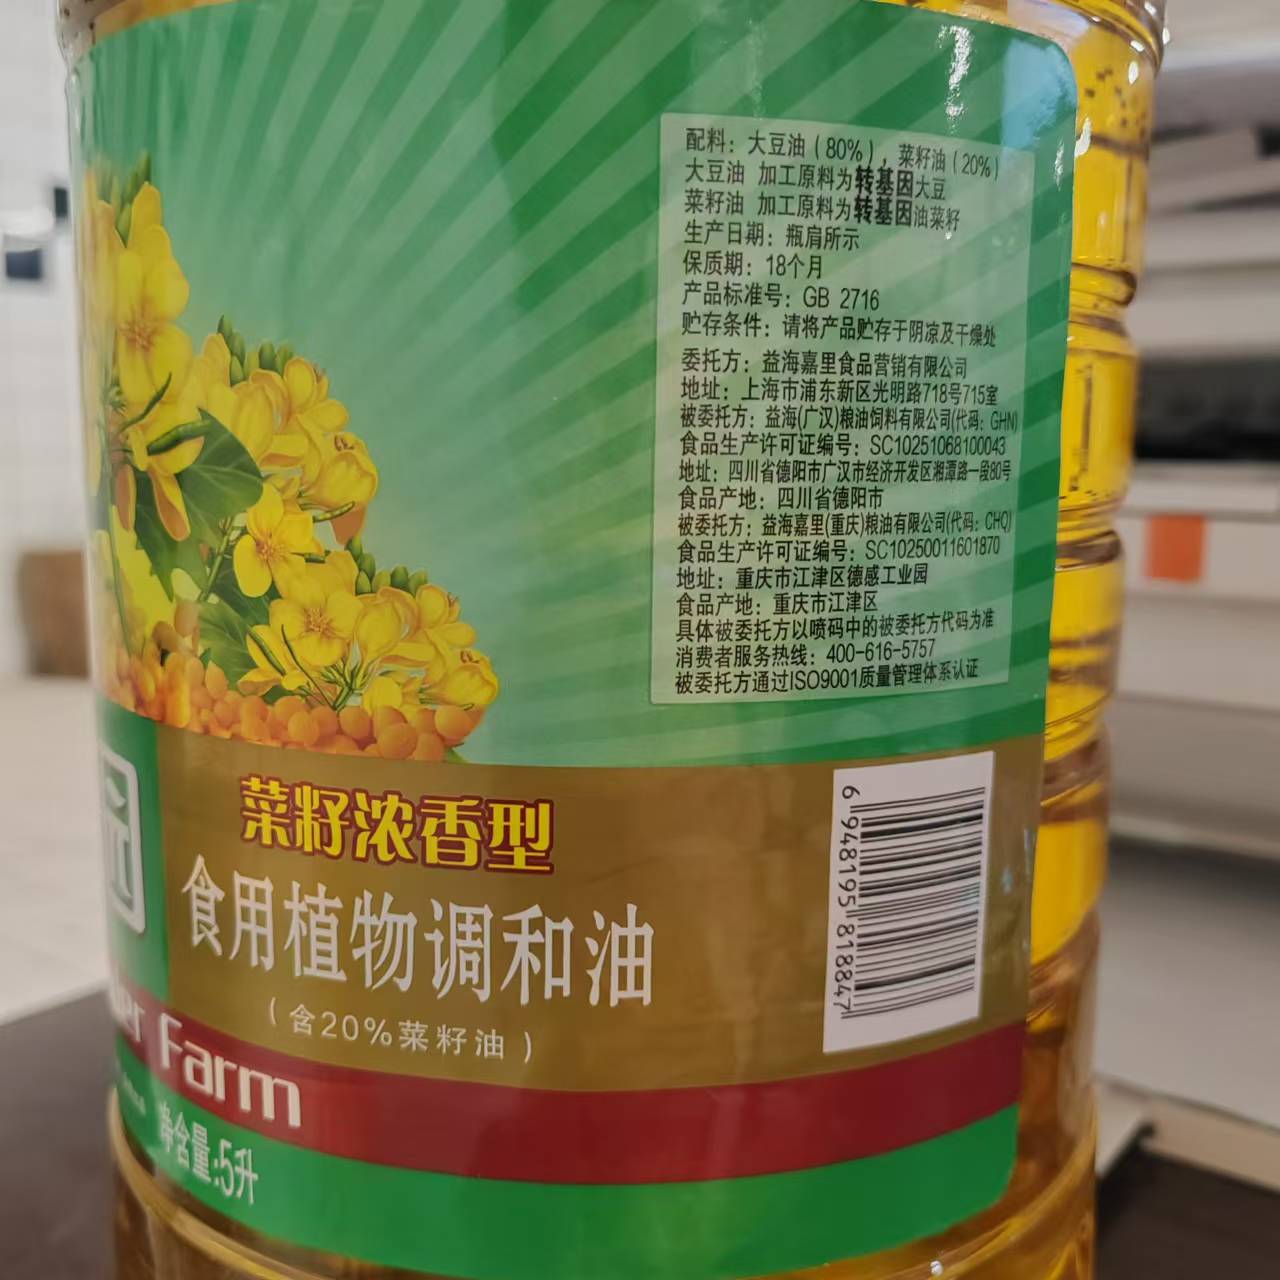 配料：大豆油（80%），菜籽油（20%）
大豆油 加工原料为转基因大豆
菜籽油 加工原料为转基因油菜籽
生产日期：瓶肩所示
保质期：18个月
产品标准号：GB 2716
贮存条件：请将产品贮存于阴凉及干燥处
委托方：益海嘉里食品营销有限公司
地址：上海市浦东新区光明路718号715室
被委托方：益海(广汉)粮油饲料有限公司(代码：GHN)
食品生产许可证编号：SC10251068100043
地址：四川省德阳市广汉市经济开发区湘潭路一段80号
食品产地：四川省德阳市
被委托方：益海嘉里(重庆)粮油有限公司(代码：CHQ)
食品生产许可证编号：SC10250011601870
地址：重庆市江津区德感工业园
食品产地：重庆市江津区
具体被委托方以喷码中的被委托方代码为准
消费者服务热线：400-616-5757
被委托方通过ISO9001质量管理体系认证
菜籽浓香型
食用植物调和油
（含20%菜籽油）
6 948195 818847
Farm
净含量:5升